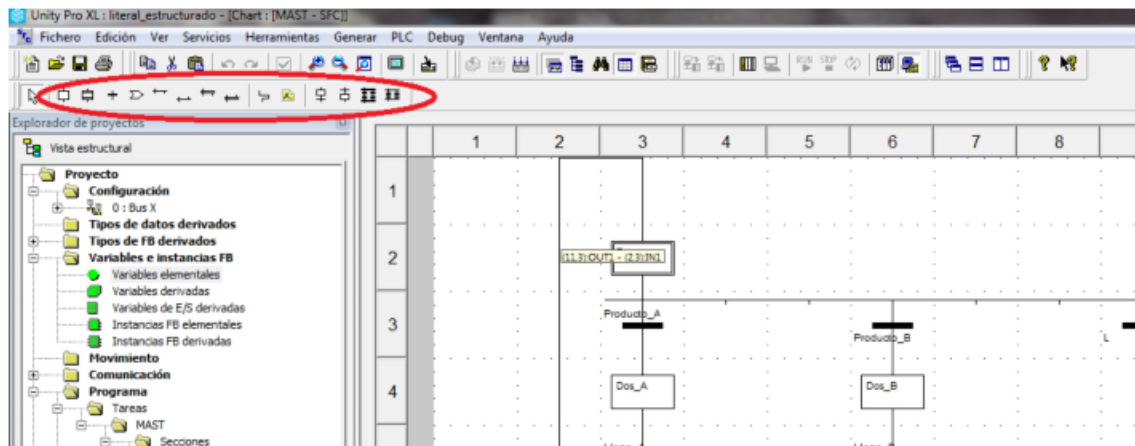 Unity Pro XL : literal_estructurado - [Chart : [MAST - SFC]]
Fichero Edición Ver Servicios Herramientas Generar PLC Debug Ventana Ayuda
RUN STOP
Explorador de proyectos
Vista estructural
Proyecto
Configuración
0 : Bus X
Tipos de datos derivados
Tipos de FB derivados
Variables e instancias FB
Variables elementales
Variables derivadas
Variables de E/S derivadas
Instancias FB elementales
Instancias FB derivadas
Movimiento
Comunicación
Programa
Tareas
MAST
Secciones
1 2 3 4 5 6 7 8
1
2
(11,3):OUT1 - (2,3):IN1
3
Producto_A
Producto_B
L
4
Dos_A
Dos_B